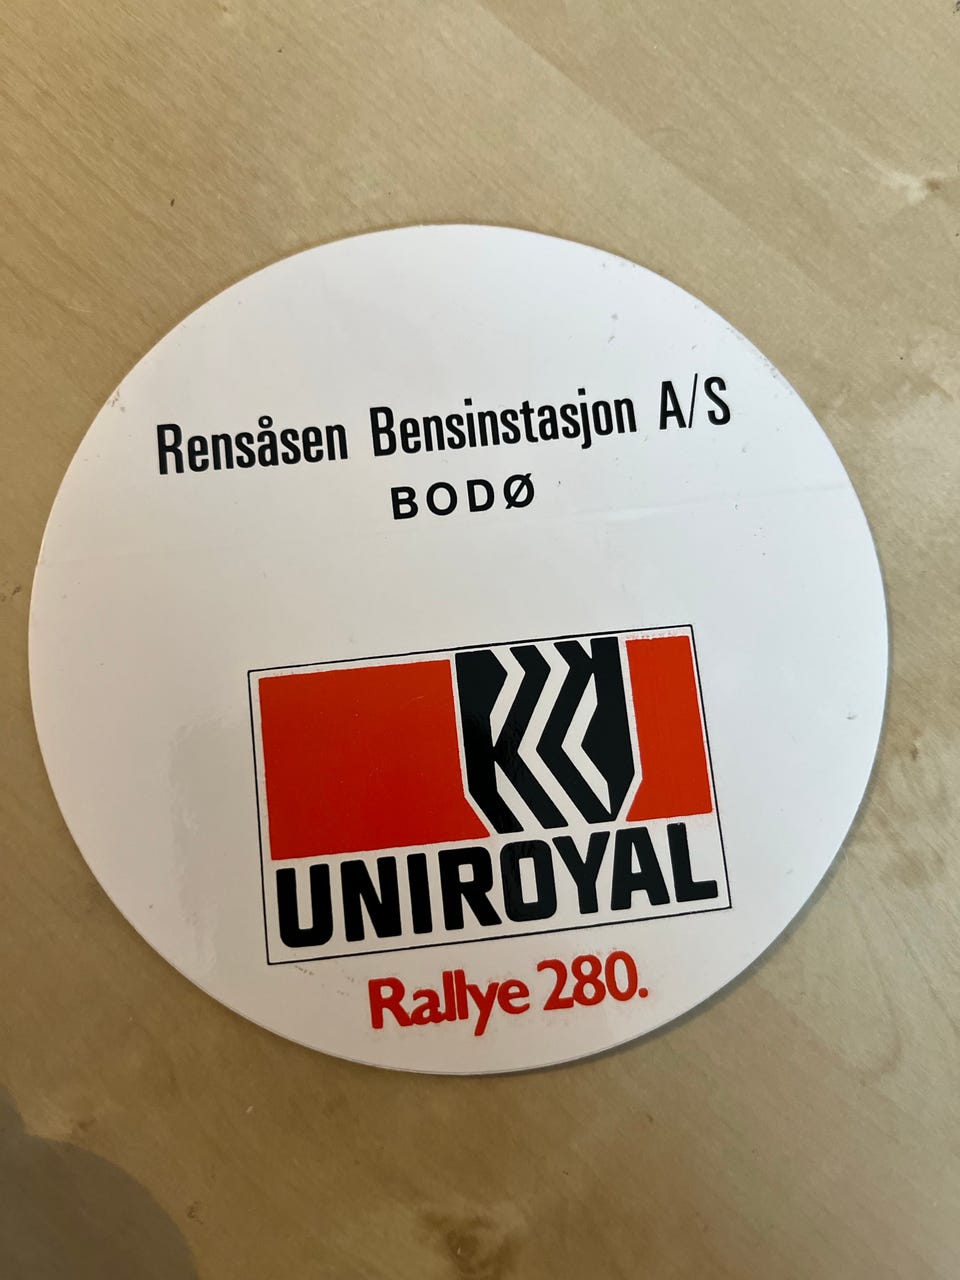 Rensåsen Bensinstasjon A/S
BODØ
UNIROYAL
Rallye 280.